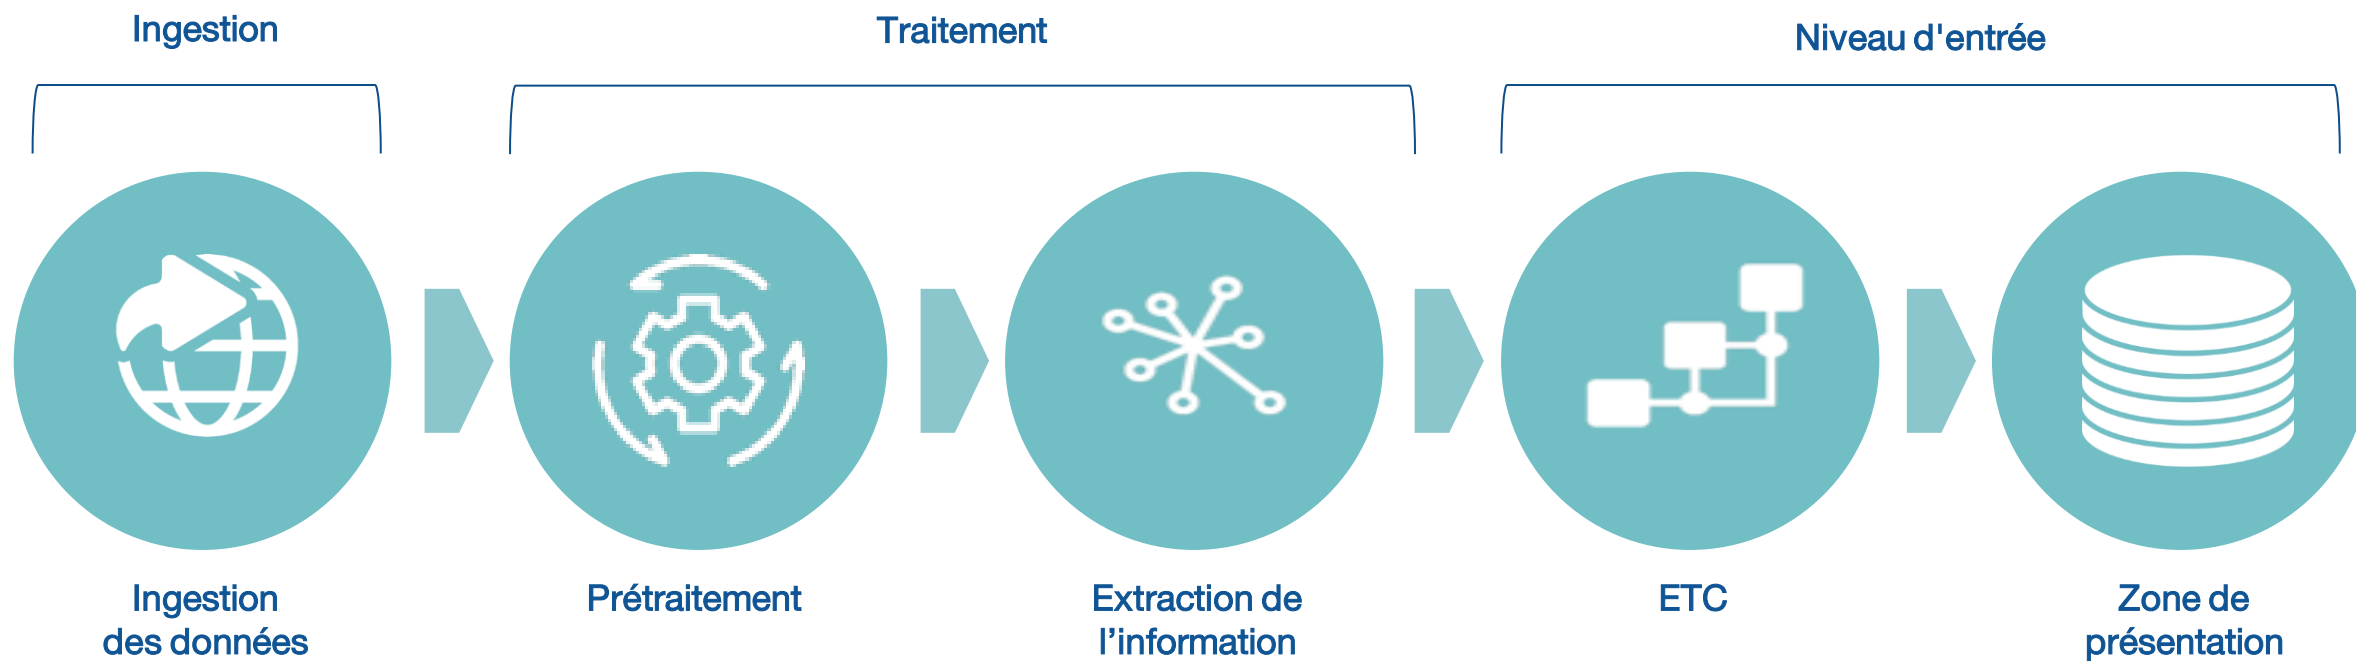 Ingestion
Traitement
Niveau d'entrée
Ingestion
des données
Prétraitement
Extraction de
l’information
ETC
Zone de
présentation